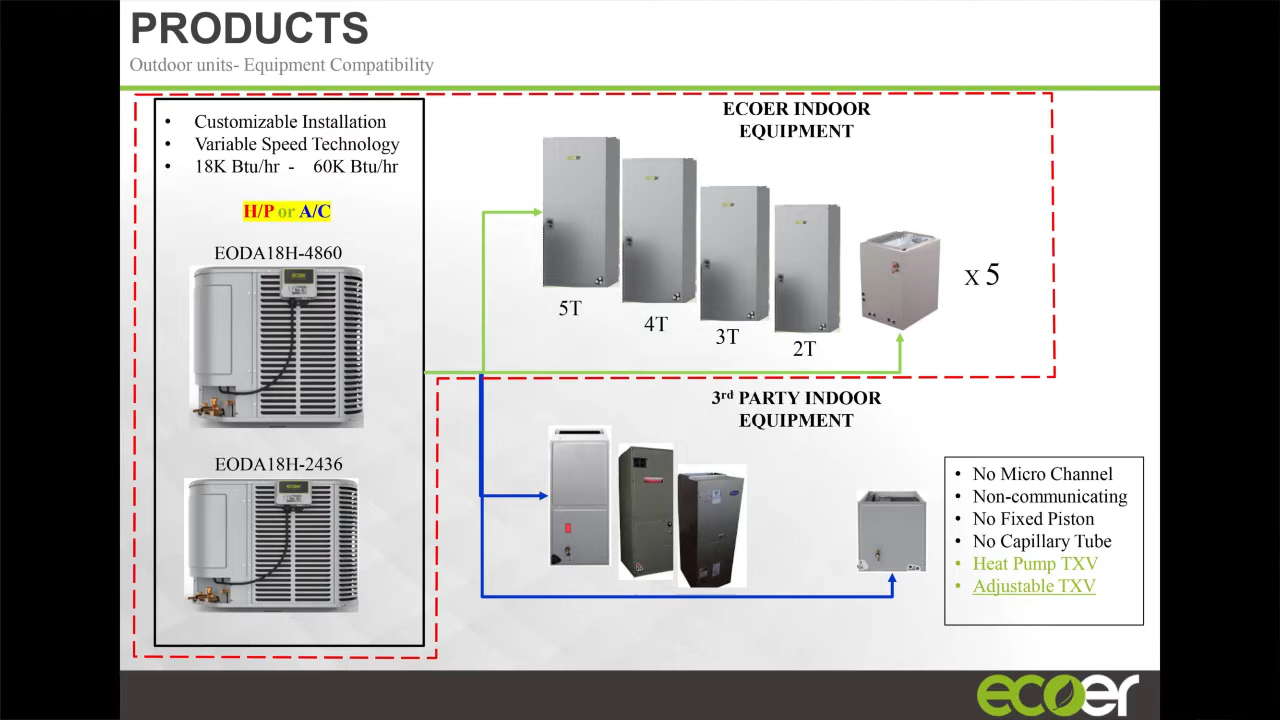 PRODUCTS
Outdoor units- Equipment Compatibility
• Customizable Installation
• Variable Speed Technology
• 18K Btu/hr - 60K Btu/hr
H/P or A/C
EODA18H-4860
EODA18H-2436
ECOER INDOOR
EQUIPMENT
5T
4T
3T
2T
X 5
3rd PARTY INDOOR
EQUIPMENT
• No Micro Channel
• Non-communicating
• No Fixed Piston
• No Capillary Tube
• Heat Pump TXV
• Adjustable TXV
ecoer